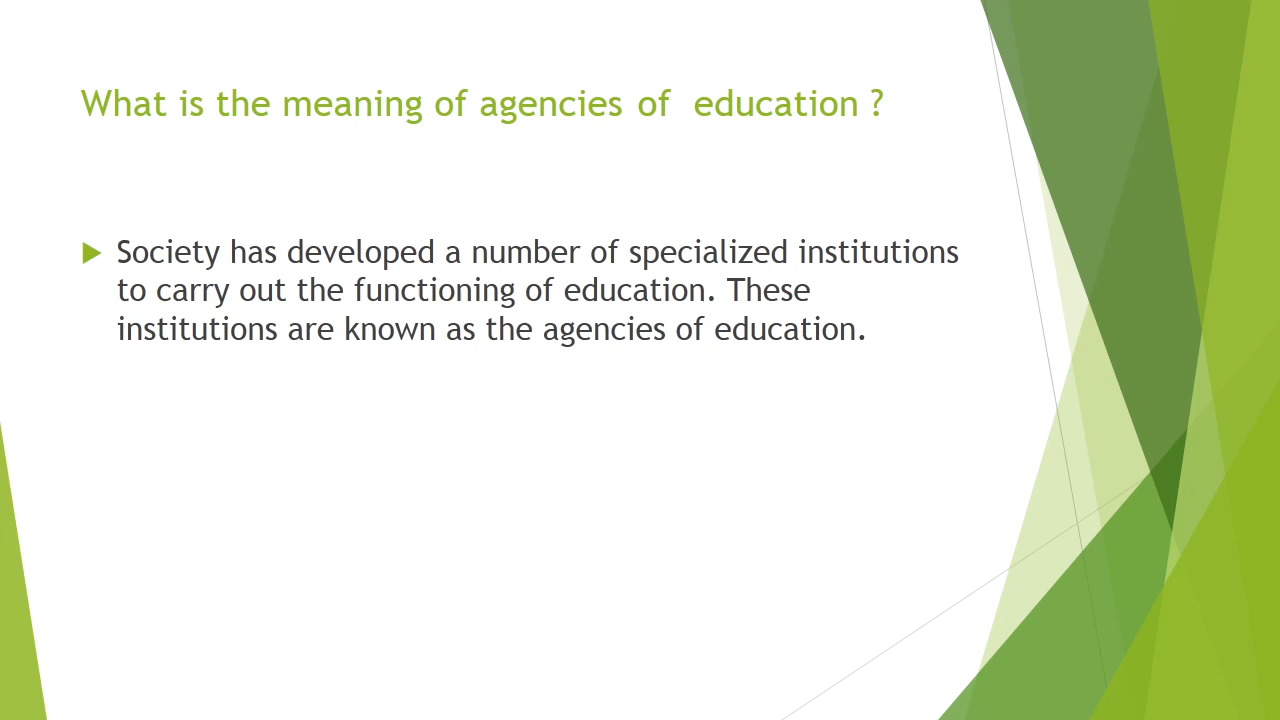 What is the meaning of agencies of  education ?
Society has developed a number of specialized institutions
to carry out the functioning of education. These
institutions are known as the agencies of education.